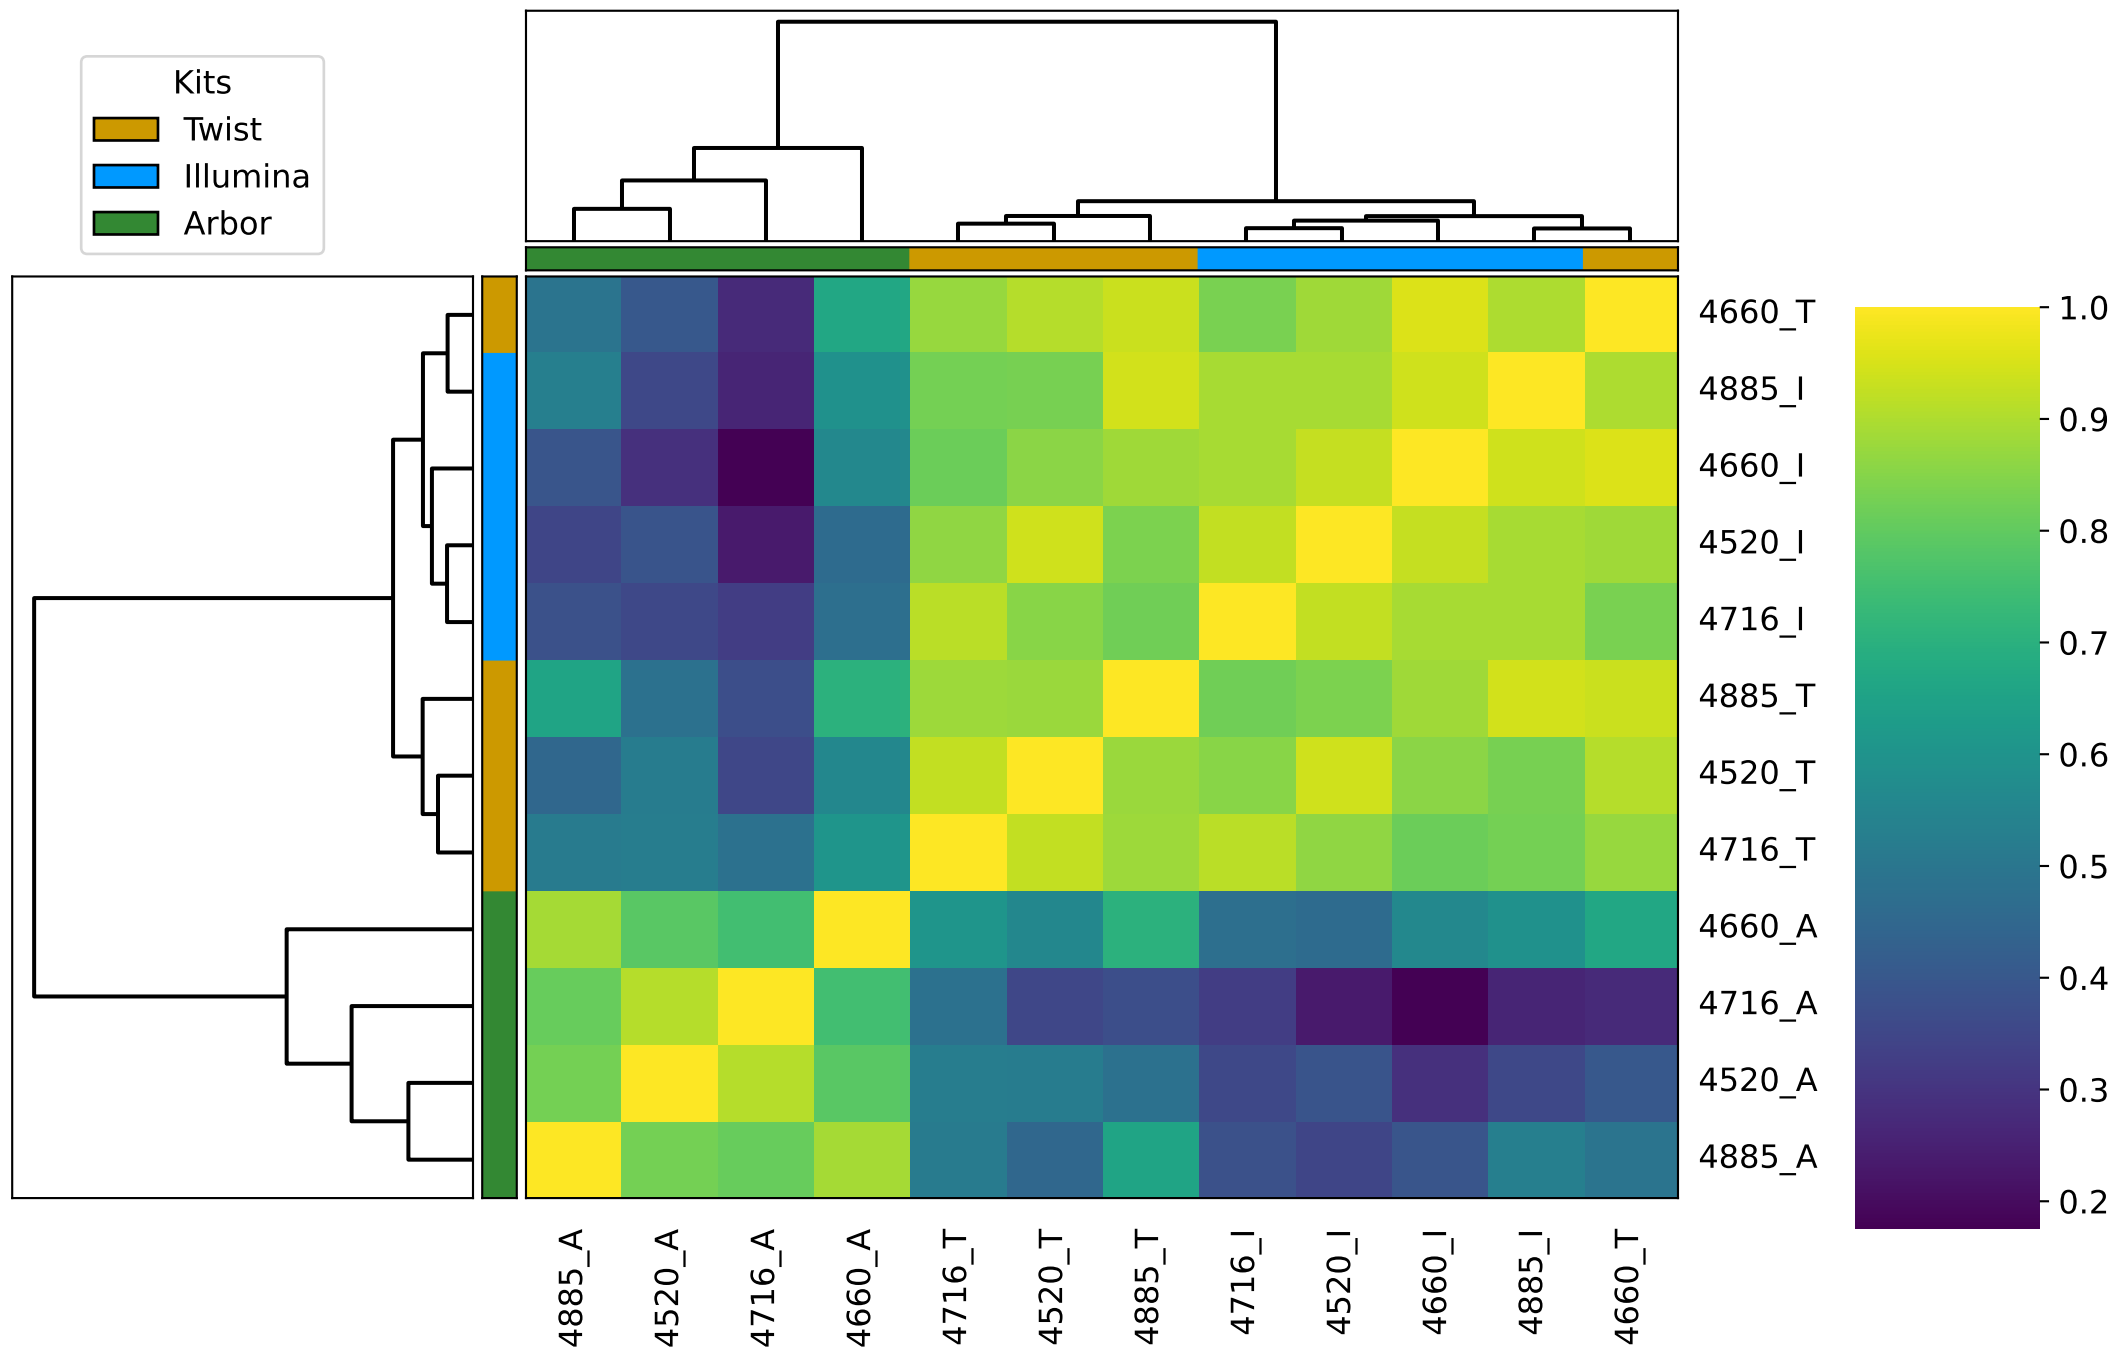 Kits
Twist
Illumina
Arbor
4660_T
4885_I
4660_I
4520_I
4716_I
4885_T
4520_T
4716_T
4660_A
4716_A
4520_A
4885_A
1.0
0.9
0.8
0.7
0.6
0.5
0.4
0.3
0.2
4885_A
4520_A
4716_A
4660_A
4716_T
4520_T
4885_T
4716_I
4520_I
4660_I
4885_I
4660_T